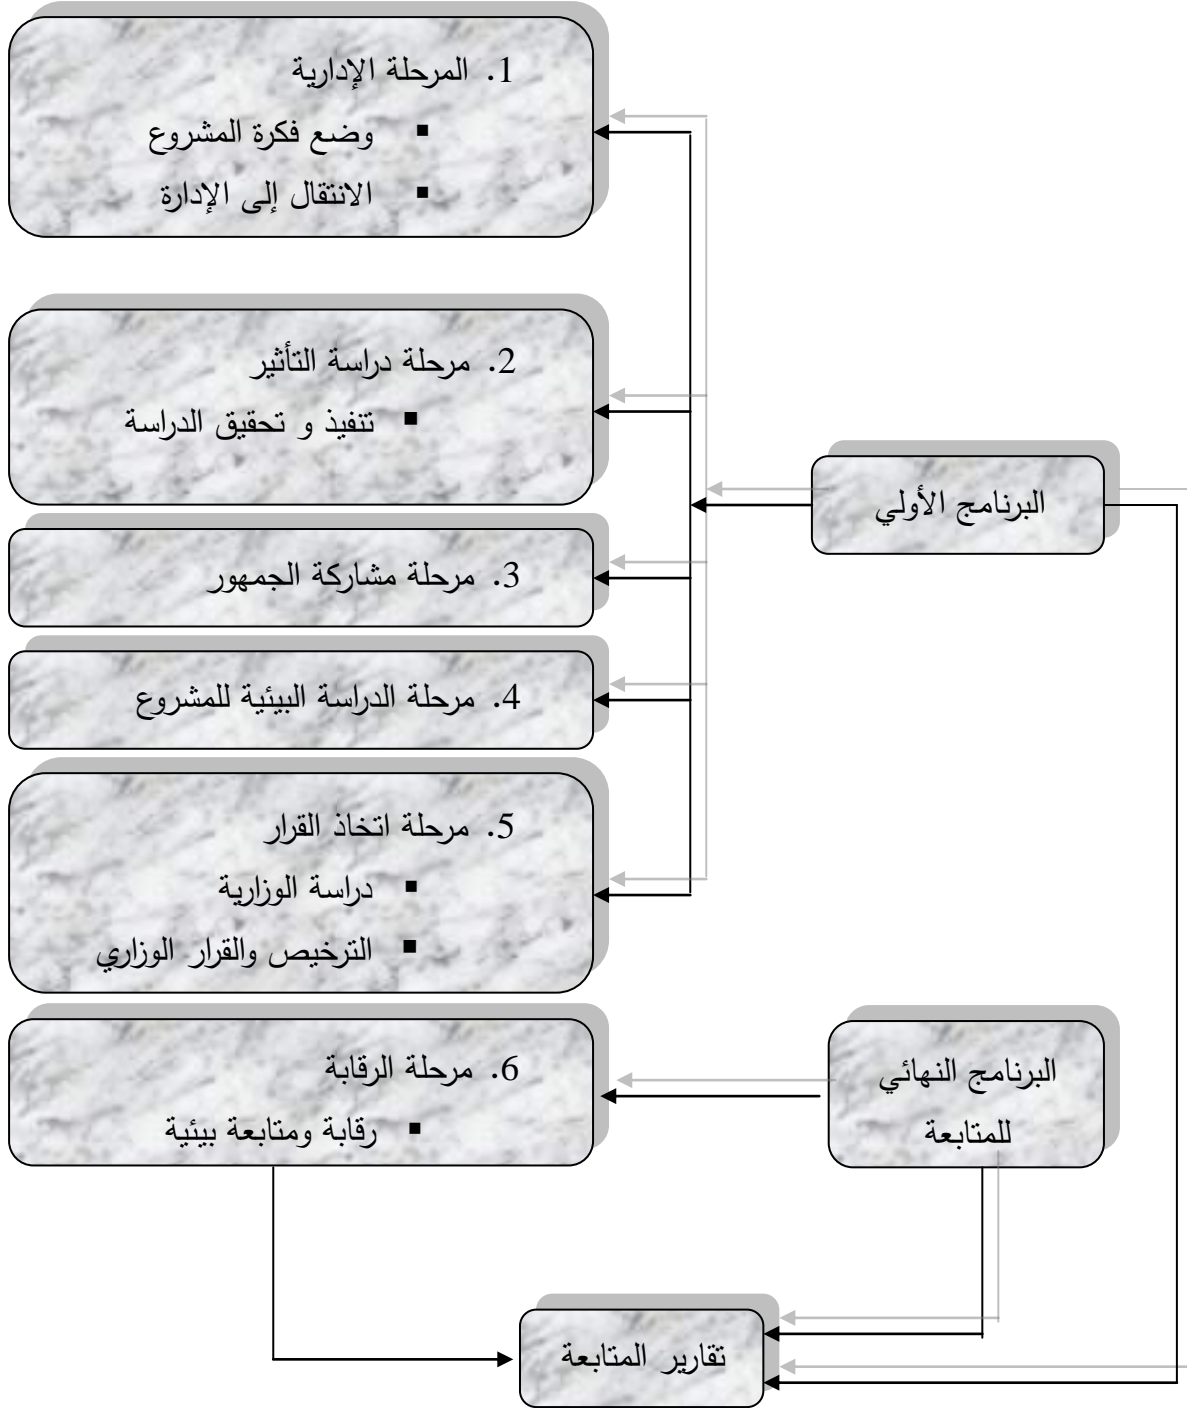 1. المرحلة الإدارية
▪ وضع فكرة المشروع
▪ الانتقال إلى الإدارة
2. مرحلة دراسة التأثير
▪ تنفيذ و تحقيق الدراسة
البرنامج الأولي
3. مرحلة مشاركة الجمهور
4. مرحلة الدراسة البيئية للمشروع
5. مرحلة اتخاذ القرار
▪ دراسة الوزارية
▪ الترخيص والقرار الوزاري
البرنامج النهائي
للمتابعة
6. مرحلة الرقابة
▪ رقابة ومتابعة بيئية
تقارير المتابعة